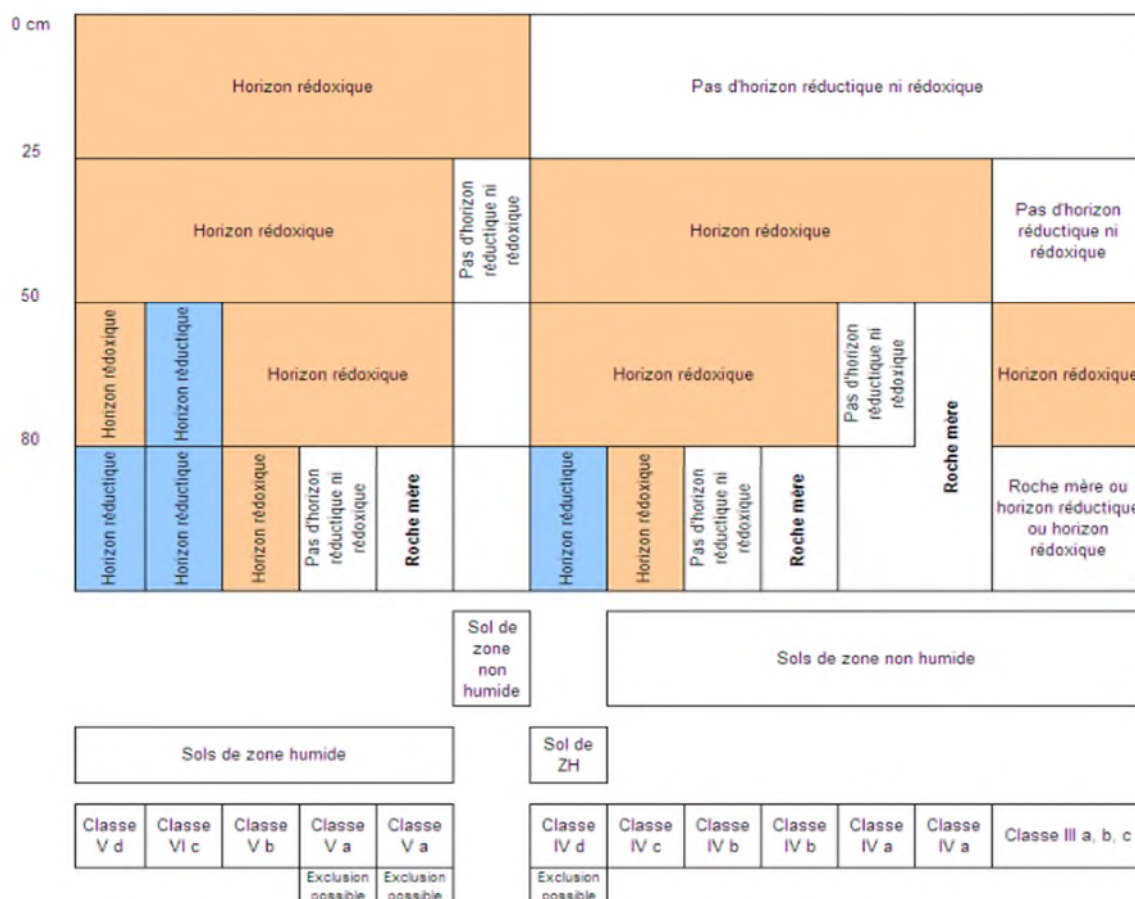 0 cm
Horizon rédoxique
Pas d'horizon réductique ni rédoxique
25
Horizon rédoxique
Pas d'horizon
réductique ni
rédoxique
Horizon rédoxique
Pas d'horizon
réductique ni
rédoxique
50
Horizon rédoxique
Horizon réductique
Horizon rédoxique
Horizon rédoxique
Pas d'horizon
réductique ni
rédoxique
Roche mère
Horizon rédoxique
80
Horizon réductique
Horizon réductique
Horizon rédoxique
Pas d'horizon
réductique ni
rédoxique
Roche mère
Horizon réductique
Horizon rédoxique
Pas d'horizon
réductique ni
rédoxique
Roche mère
Roche mère ou
horizon réductique
ou horizon
rédoxique
Sol de
zone
non
humide
Sols de zone non humide
Sols de zone humide
Sol de
ZH
Classe
V d
Classe
VI c
Classe
V b
Classe
V a
Classe
V a
Classe
IV d
Classe
IV c
Classe
IV b
Classe
IV b
Classe
IV a
Classe
IV a
Classe III a, b, c
Exclusion
possible
Exclusion
possible
Exclusion
possible